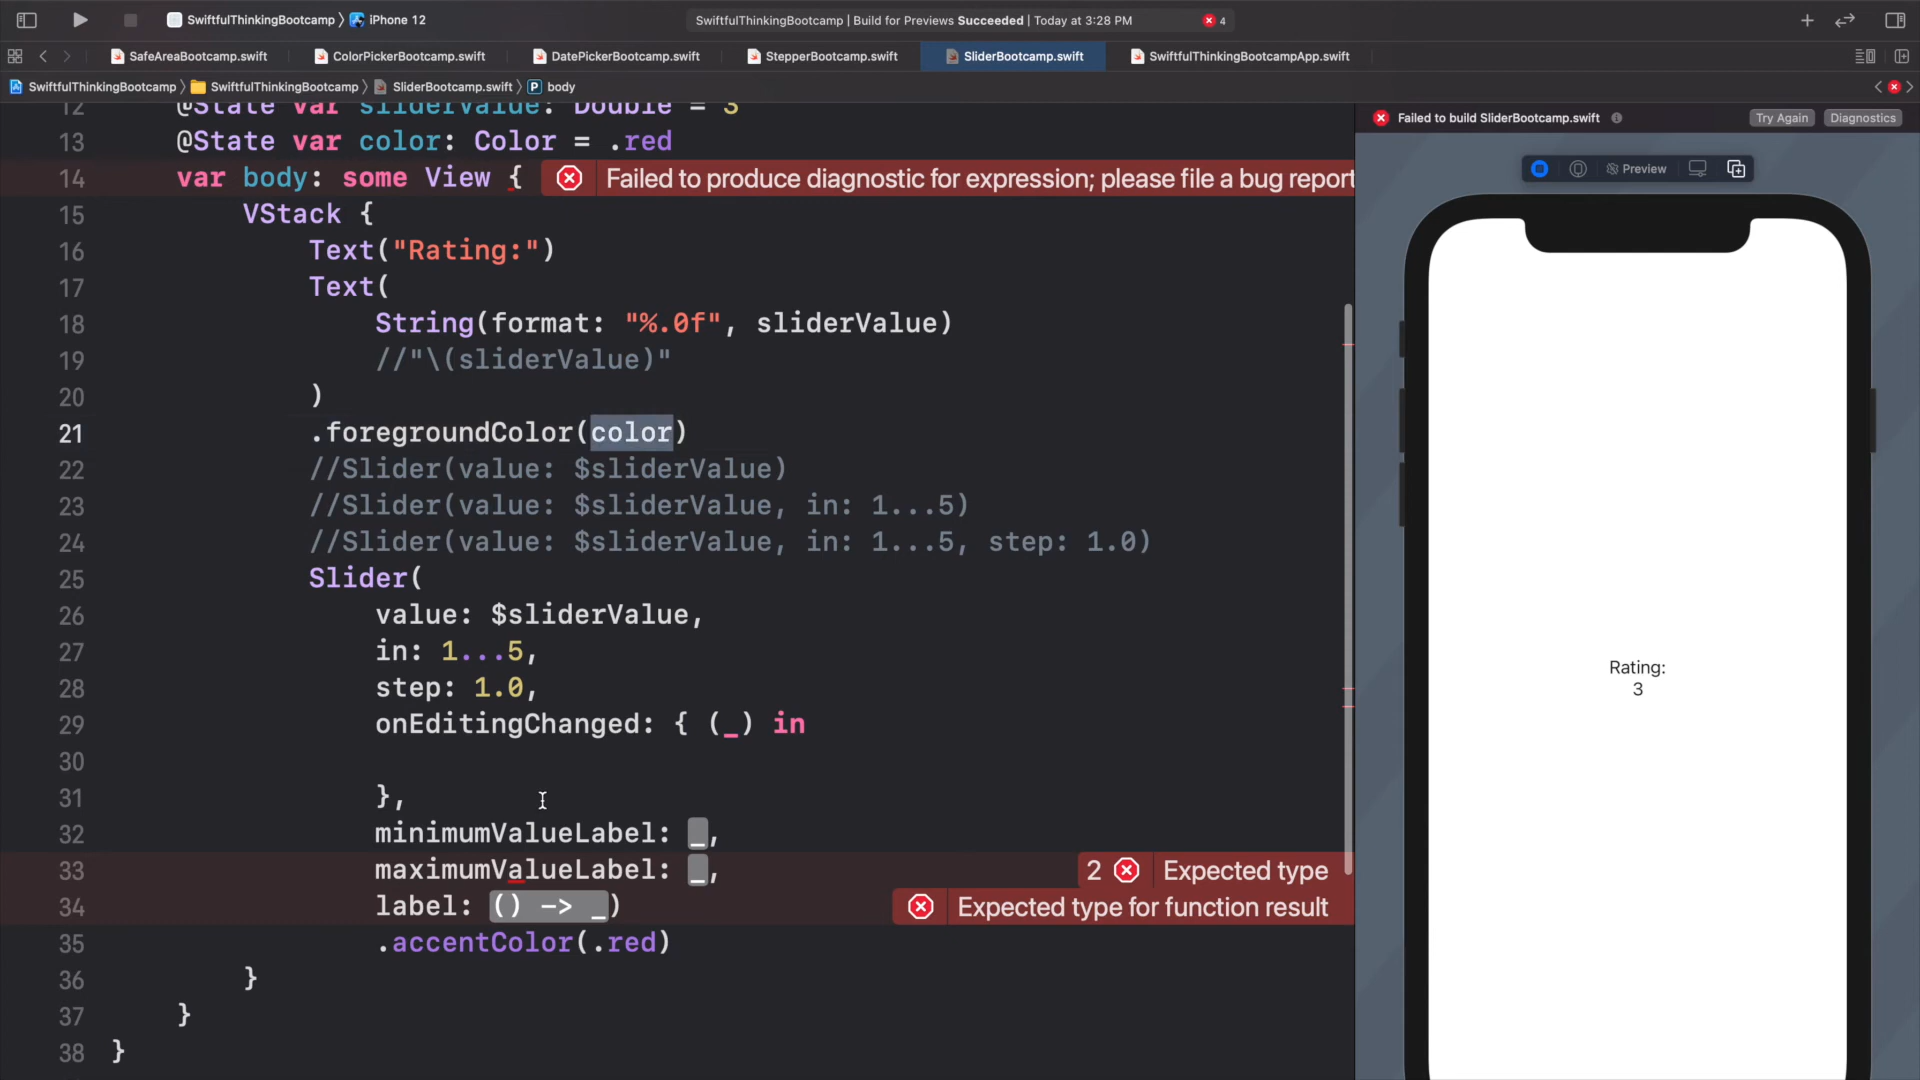 SwiftfulThinkingBootcamp 〉 iPhone 12
SwiftfulThinkingBootcamp | Build for Previews Succeeded | Today at 3:28 PM
4
SafeAreaBootcamp.swift
ColorPickerBootcamp.swift
DatePickerBootcamp.swift
StepperBootcamp.swift
SliderBootcamp.swift
SwiftfulThinkingBootcampApp.swift
SwiftfulThinkingBootcamp 〉 SwiftfulThinkingBootcamp 〉 SliderBootcamp.swift 〉 P body
12 @State var sliderValue: Double = 3
13 @State var color: Color = .red
14 var body: some View { Failed to produce diagnostic for expression; please file a bug report
15 VStack {
16 Text("Rating:")
17 Text(
18 String(format: "%.0f", sliderValue)
19 //"\(sliderValue)"
20 )
21 .foregroundColor(color)
22 //Slider(value: $sliderValue)
23 //Slider(value: $sliderValue, in: 1...5)
24 //Slider(value: $sliderValue, in: 1...5, step: 1.0)
25 Slider(
26 value: $sliderValue,
27 in: 1...5,
28 step: 1.0,
29 onEditingChanged: { (_) in
30
31 },
32 minimumValueLabel: _,
33 maximumValueLabel: _, 2 Expected type
34 label: () -> _) Expected type for function result
35 .accentColor(.red)
36 }
37 }
38 }
Failed to build SliderBootcamp.swift
Try Again
Diagnostics
Preview
Rating:
3